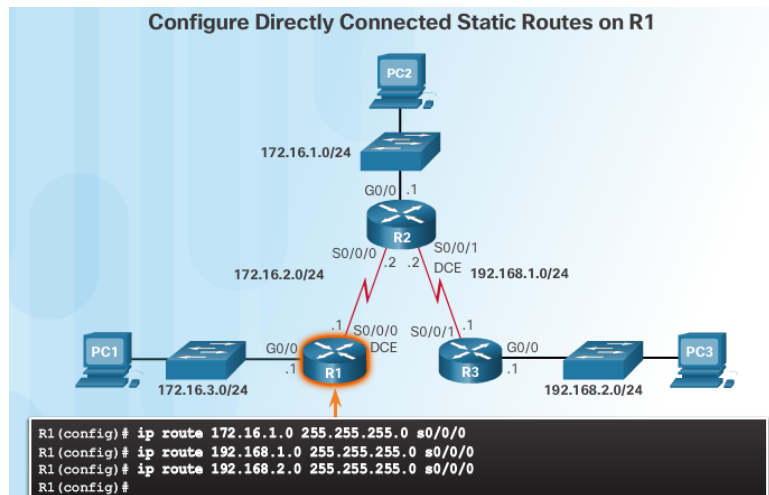 Configure Directly Connected Static Routes on R1
PC2
172.16.1.0/24
G0/0 .1
R2
S0/0/0 .2 .2 S0/0/1
DCE
172.16.2.0/24
192.168.1.0/24
.1 S0/0/0 S0/0/1 .1
DCE
PC1
G0/0
.1
R1
R3
G0/0
.1
PC3
172.16.3.0/24
192.168.2.0/24
R1(config)# ip route 172.16.1.0 255.255.255.0 s0/0/0
R1(config)# ip route 192.168.1.0 255.255.255.0 s0/0/0
R1(config)# ip route 192.168.2.0 255.255.255.0 s0/0/0
R1(config)#